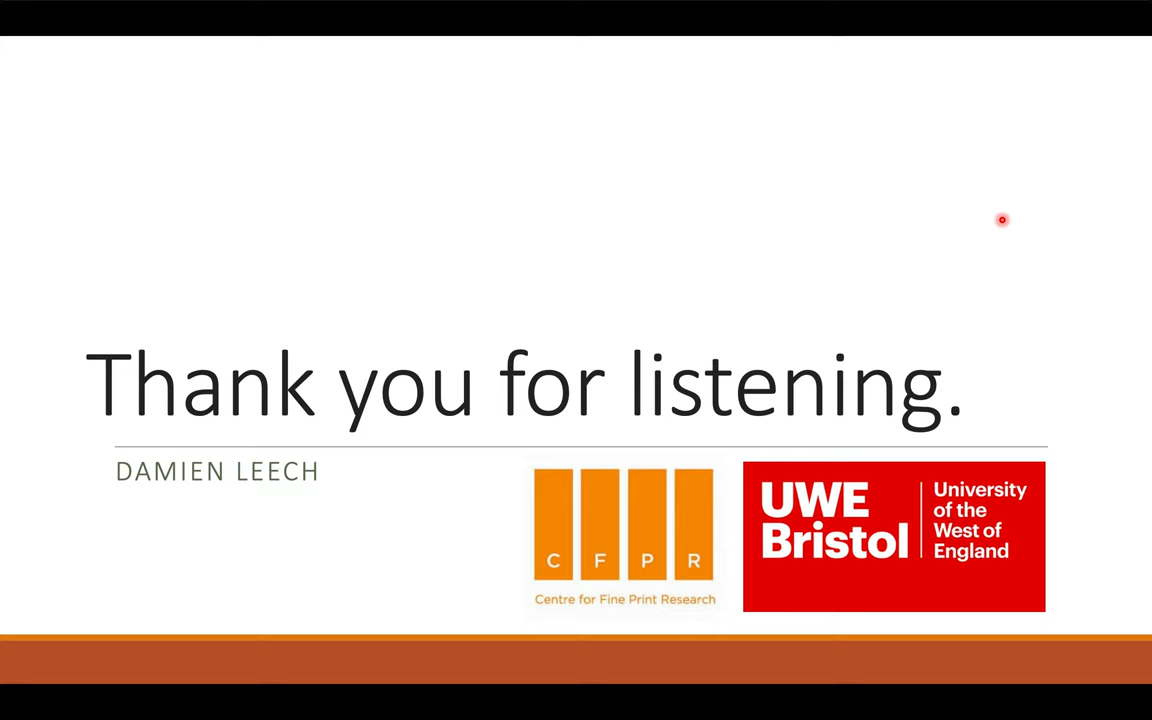 Thank you for listening.
DAMIEN LEECH
C F P R
Centre for Fine Print Research
UWE
Bristol
University
of the
West of
England